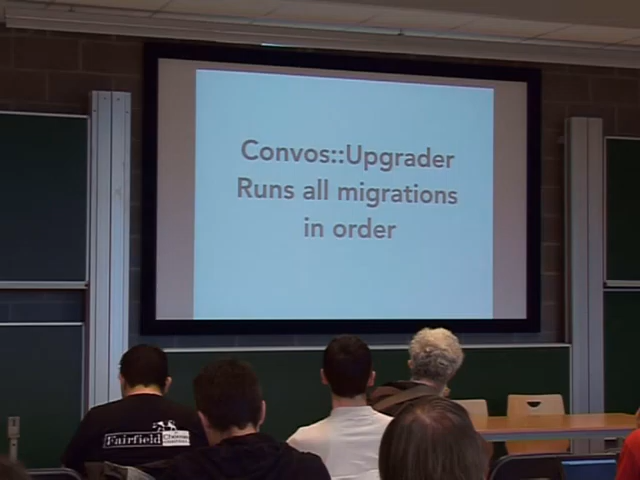 Convos::Upgrader
Runs all migrations
in order
Fairfield